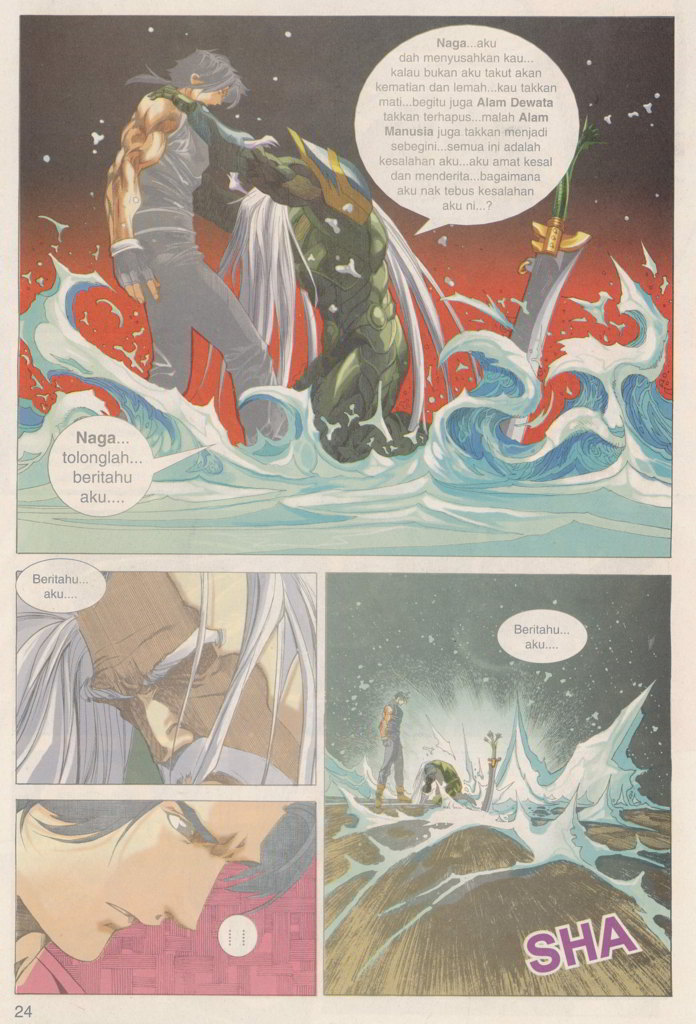 Naga...aku
dah menyusahkan kau...
kalau bukan aku takut akan
kematian dan lemah...kau takkan
mati...begitu juga Alam Dewata
takkan terhapus...malah Alam
Manusia juga takkan menjadi
sebegini...semua ini adalah
kesalahan aku...aku amat kesal
dan menderita...bagaimana
aku nak tebus kesalahan
aku ni...?
Naga...
tolonglah...
beritahu
aku....
Beritahu...
aku....
Beritahu...
aku....
......
SHA
24